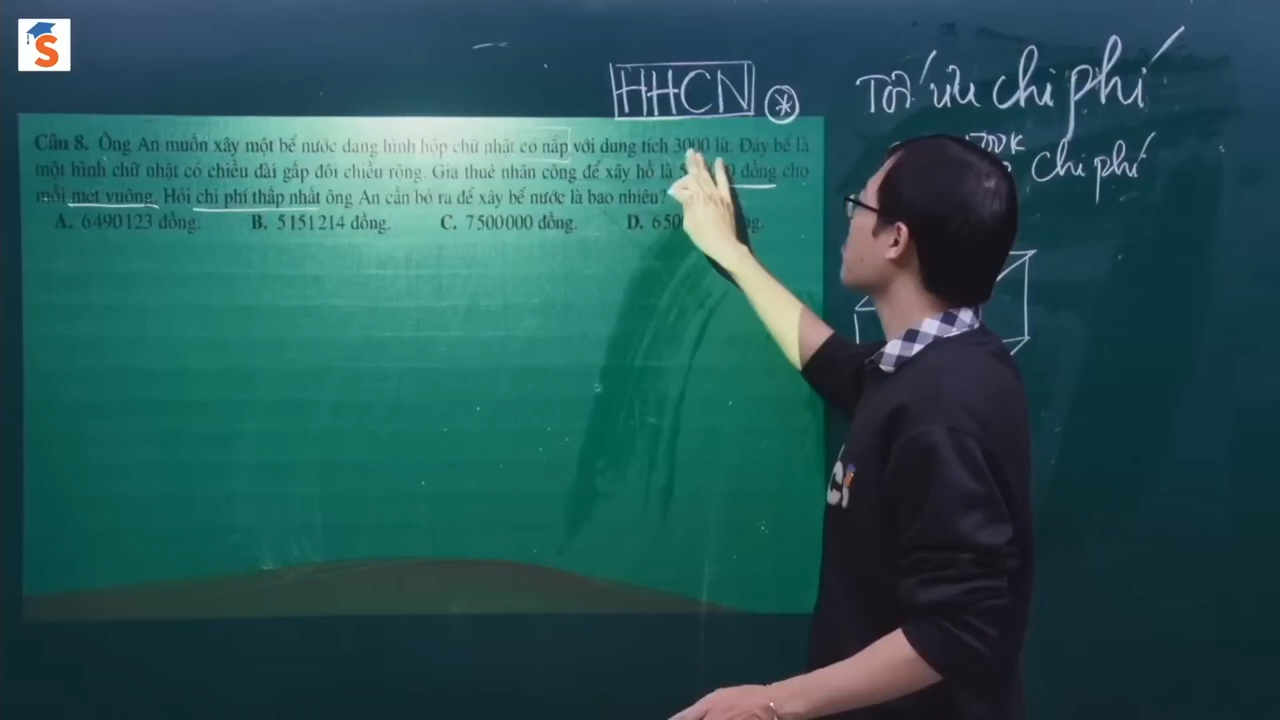 S
HHCN *
Tối ưu chi phí
700K chi phí
Câu 8. Ông An muốn xây một bể nước dạng hình hộp chữ nhật có nắp với dung tích 3000 lít. Đáy bể là
một hình chữ nhật có chiều dài gấp đôi chiều rộng. Giá thuê nhân công để xây hồ là đồng cho
mỗi mét vuông. Hỏi chi phí thấp nhất ông An cần bỏ ra để xây bể nước là bao nhiêu?
A. 6490123 đồng. B. 5151214 đồng. C. 7500000 đồng. D. 650